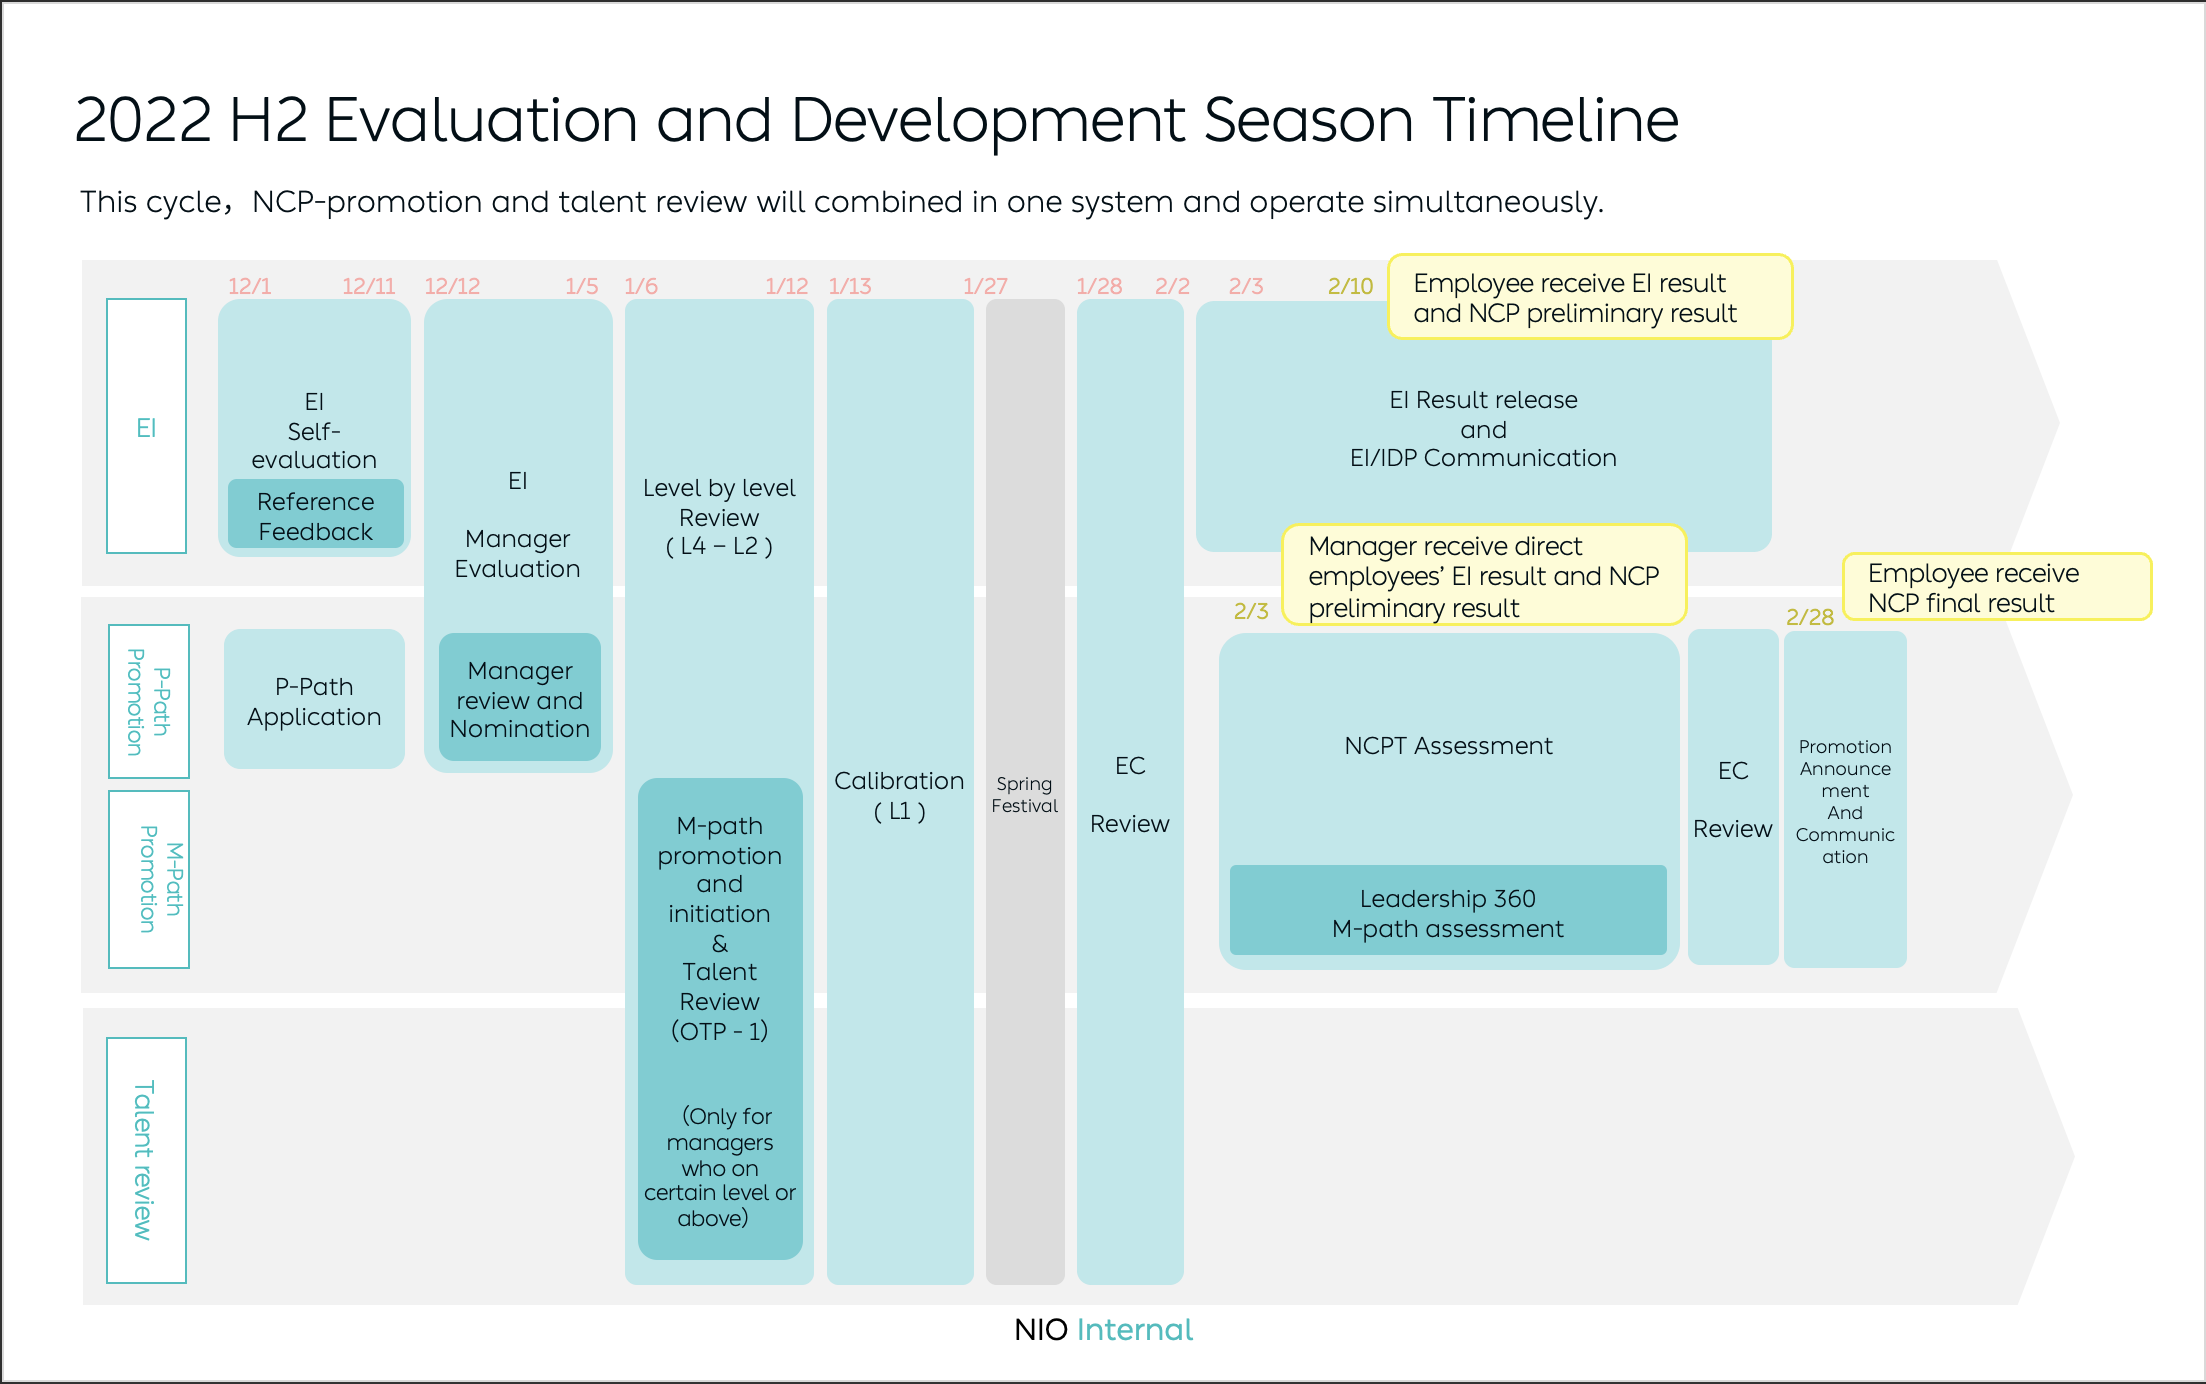 2022 H2 Evaluation and Development Season Timeline
This cycle，NCP-promotion and talent review will combined in one system and operate simultaneously.
12/1
12/11
12/12
1/5
1/6
1/12
1/13
1/27
1/28
2/2
2/3
2/10
Employee receive EI result
and NCP preliminary result
EI
EI
Self-
evaluation
Reference
Feedback
EI
Manager
Evaluation
Level by level
Review
( L4 – L2 )
EI Result release
and
EI/IDP Communication
Manager receive direct
employees’ EI result and NCP
preliminary result
Employee receive
NCP final result
2/3
2/28
P-Path
Promotion
P-Path
Application
Manager
review and
Nomination
M-Path
Promotion
M-path
promotion
and
initiation
&
Talent
Review
(OTP - 1)
(Only for
managers
who on
certain level or
above)
Calibration
( L1 )
Spring
Festival
EC
Review
NCPT Assessment
Leadership 360
M-path assessment
EC
Review
Promotion
Announce
ment
And
Communic
ation
Talent review
NIO Internal